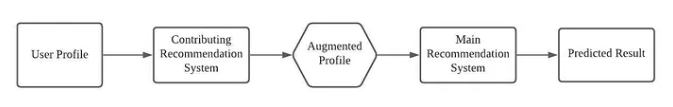 User Profile
Contributing
Recommendation
System
Augmented
Profile
Main
Recommendation
System
Predicted Result